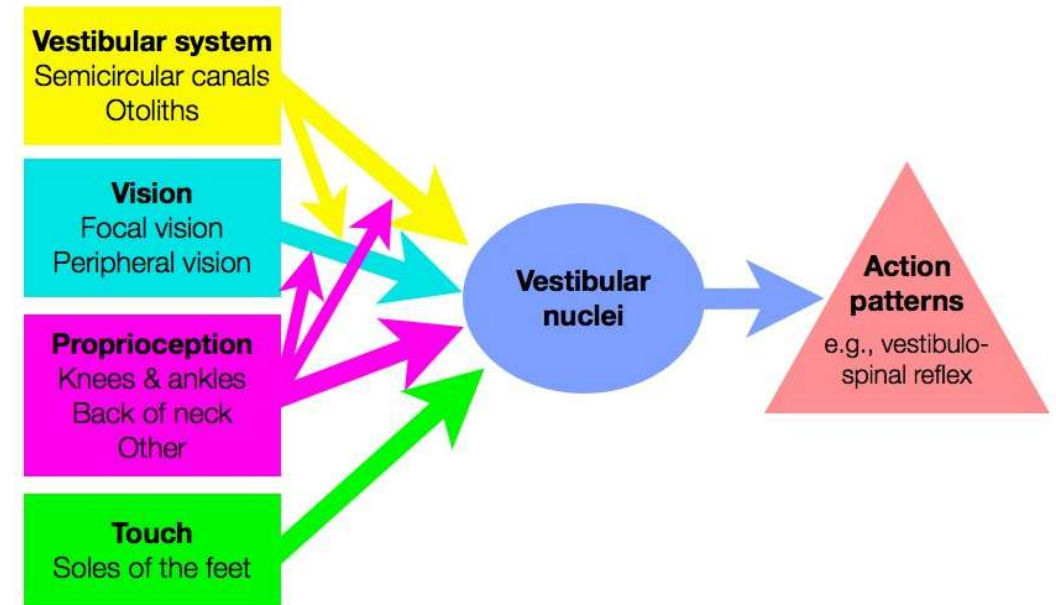 Vestibular system
Semicircular canals
Otoliths
Vision
Focal vision
Peripheral vision
Proprioception
Knees & ankles
Back of neck
Other
Touch
Soles of the feet
Vestibular
nuclei
Action
patterns
e.g., vestibulo-
spinal reflex